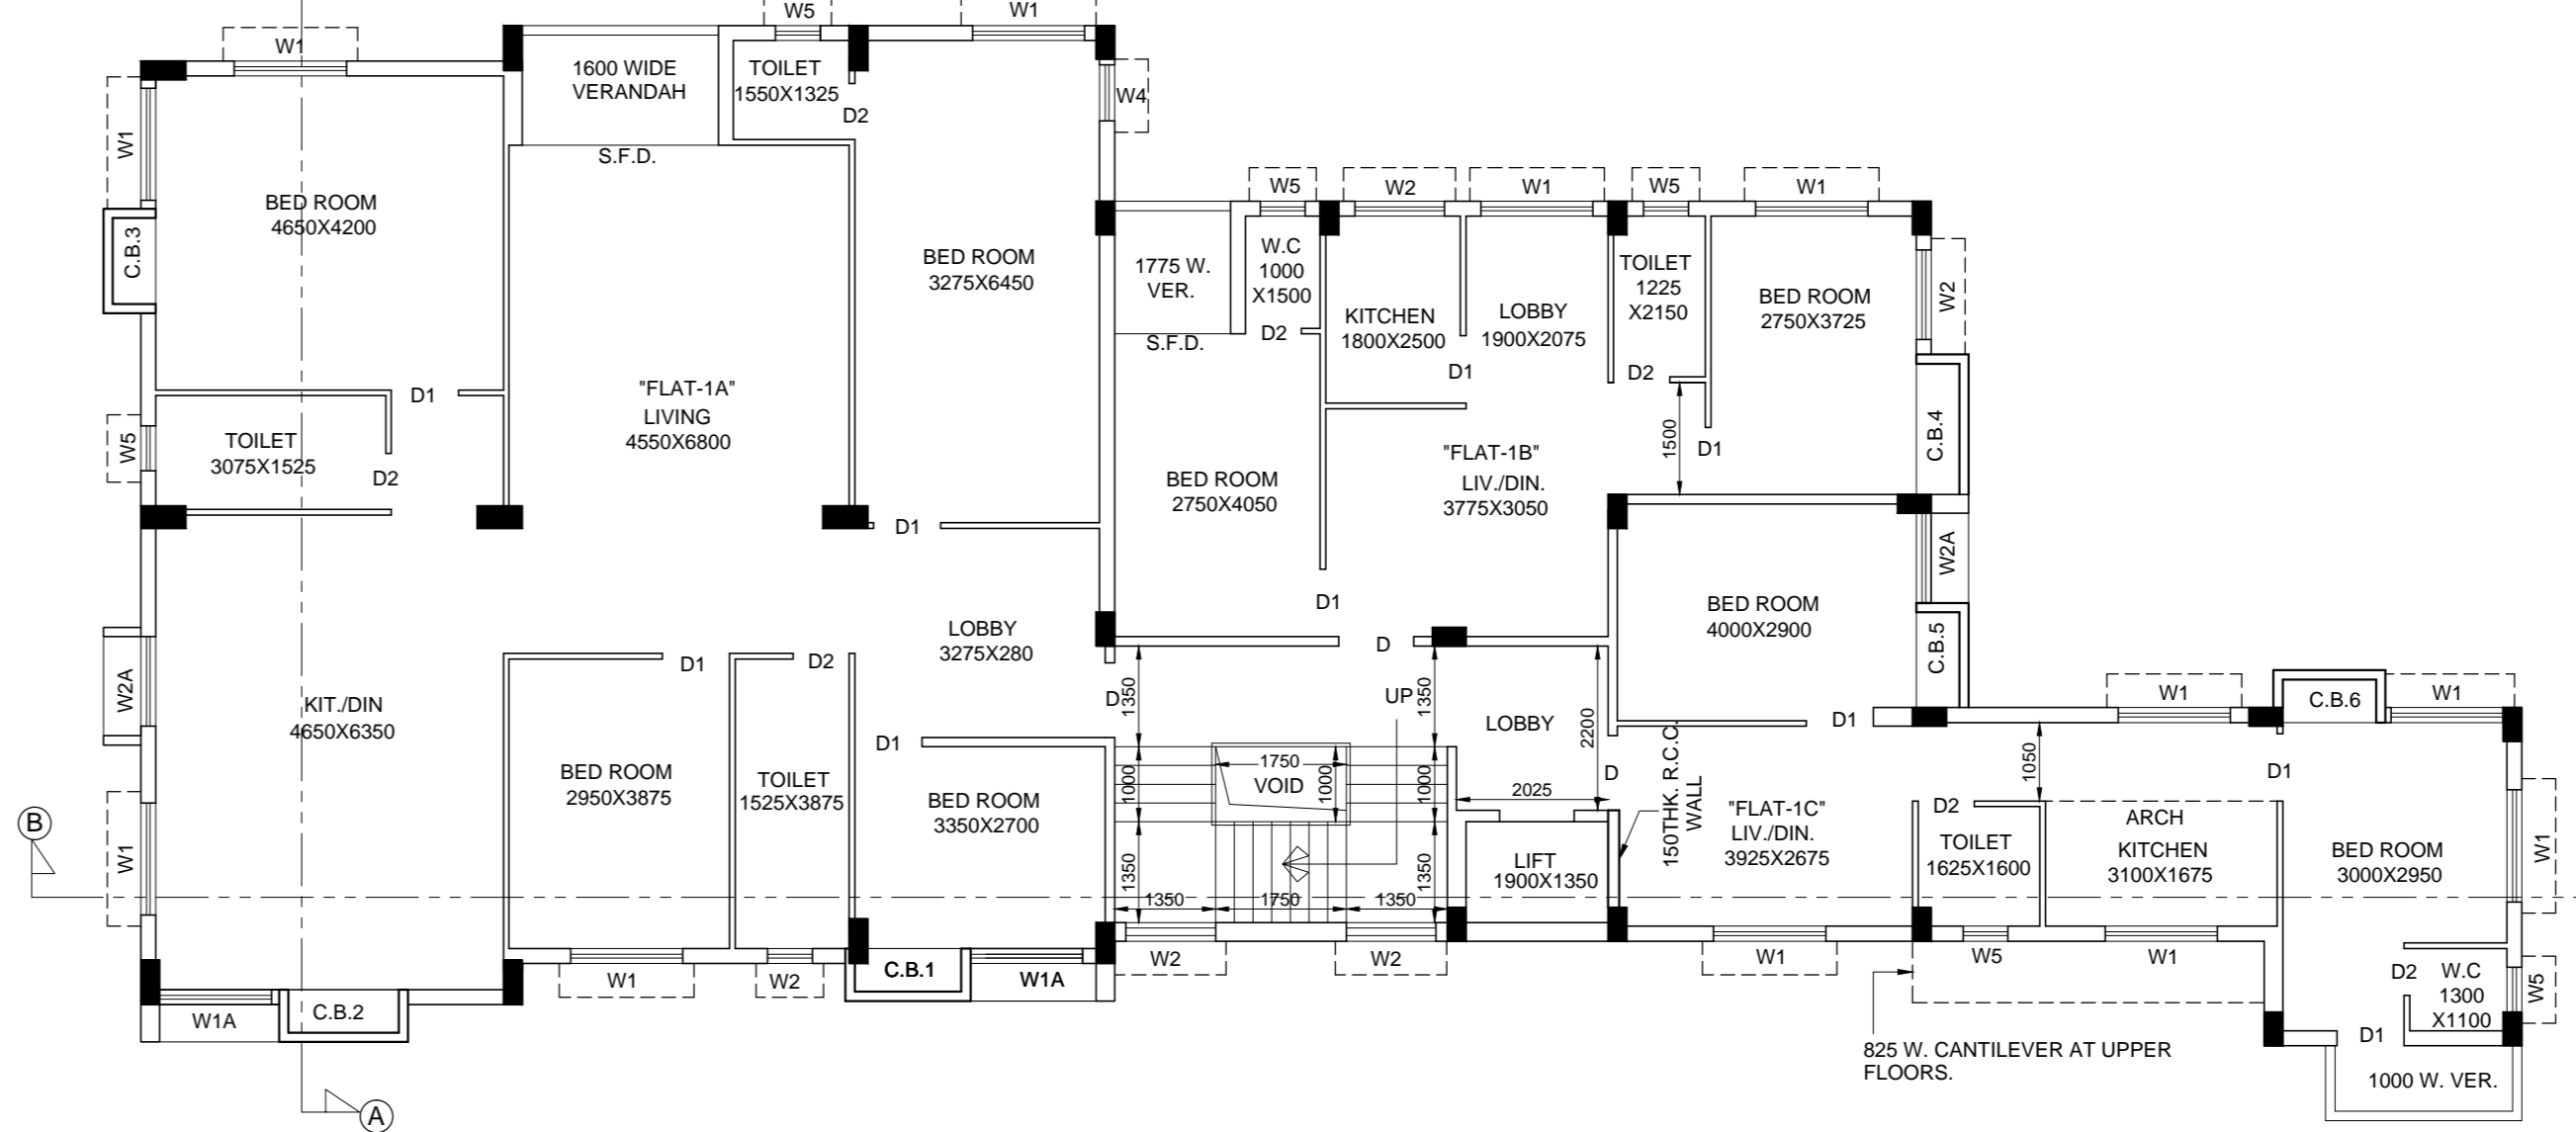 W5
W1
W1
1600 WIDE
VERANDAH
TOILET
1550X1325
D2
W4
W1
S.F.D.
BED ROOM
4650X4200
C.B.3
BED ROOM
3275X6450
W5
W2
W1
W5
W1
1775 W.
VER.
W.C
1000
X1500
KITCHEN
1800X2500
LOBBY
1900X2075
TOILET
1225
X2150
BED ROOM
2750X3725
W2
S.F.D.
D2
D1
D2
D1
"FLAT-1A"
LIVING
4550X6800
W5
TOILET
3075X1525
D2
1500
D1
C.B.4
BED ROOM
2750X4050
"FLAT-1B"
LIV./DIN.
3775X3050
D1
W2A
D1
BED ROOM
4000X2900
LOBBY
3275X280
D
C.B.5
D1
D2
W2A
KIT./DIN
4650X6350
D
1350
UP
1350
LOBBY
2200
D1
W1
C.B.6
W1
D1
1750
VOID
1000
1000
1000
D
150THK. R.C.C.
WALL
1050
D1
BED ROOM
2950X3875
TOILET
1525X3875
BED ROOM
3350X2700
2025
"FLAT-1C"
LIV./DIN.
3925X2675
D2
ARCH
TOILET
1625X1600
KITCHEN
3100X1675
BED ROOM
3000X2950
W1
B
W1
1350
1350
LIFT
1900X1350
1350
1750
1350
W2
W2
W1
W5
W1
C.B.1
W1A
W1
W2
D2
W.C
1300
X1100
W5
W1A
C.B.2
D1
825 W. CANTILEVER AT UPPER
FLOORS.
1000 W. VER.
A